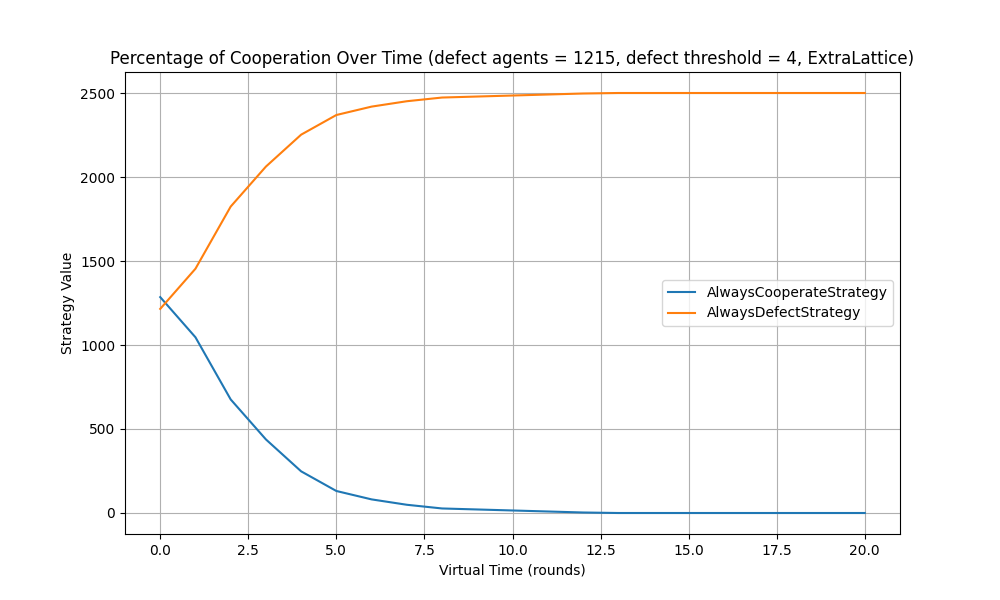 Percentage of Cooperation Over Time (defect agents = 1215, defect threshold = 4, ExtraLattice)
2500
2000
1500
1000
500
0
Strategy Value
AlwaysCooperateStrategy
AlwaysDefectStrategy
0.0 2.5 5.0 7.5 10.0 12.5 15.0 17.5 20.0
Virtual Time (rounds)